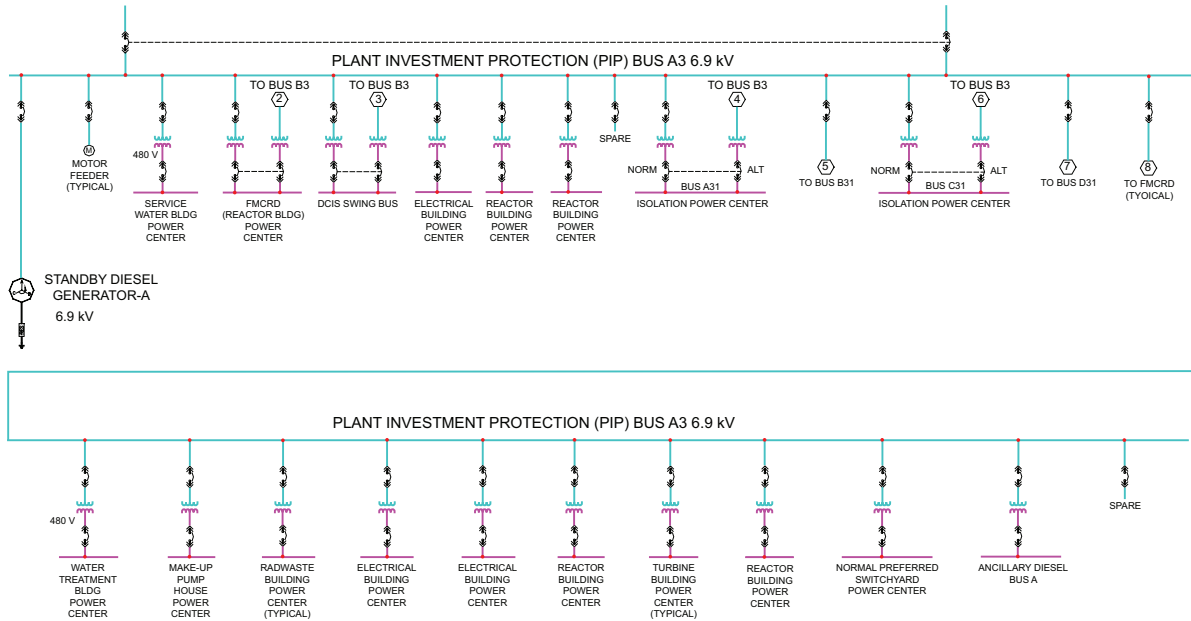 PLANT INVESTMENT PROTECTION (PIP) BUS A3 6.9 kV
TO BUS B3
2
TO BUS B3
3
TO BUS B3
4
TO BUS B3
6
M
MOTOR
FEEDER
(TYPICAL)
480 V
SERVICE
WATER BLDG
POWER
CENTER
FMCRD
(REACTOR BLDG)
POWER
CENTER
DCIS SWING BUS
ELECTRICAL
BUILDING
POWER
CENTER
REACTOR
BUILDING
POWER
CENTER
REACTOR
BUILDING
POWER
CENTER
SPARE
NORM
ALT
BUS A31
ISOLATION POWER CENTER
5
TO BUS B31
NORM
ALT
BUS C31
ISOLATION POWER CENTER
7
TO BUS D31
8
TO FMCRD
(TYOICAL)
STANDBY DIESEL
GENERATOR-A
6.9 kV
PLANT INVESTMENT PROTECTION (PIP) BUS A3 6.9 kV
480 V
WATER
TREATMENT
BLDG
POWER
CENTER
MAKE-UP
PUMP
HOUSE
POWER
CENTER
RADWASTE
BUILDING
POWER
CENTER
(TYPICAL)
ELECTRICAL
BUILDING
POWER
CENTER
ELECTRICAL
BUILDING
POWER
CENTER
REACTOR
BUILDING
POWER
CENTER
TURBINE
BUILDING
POWER
CENTER
(TYPICAL)
REACTOR
BUILDING
POWER
CENTER
NORMAL PREFERRED
SWITCHYARD
POWER CENTER
ANCILLARY DIESEL
BUS A
SPARE